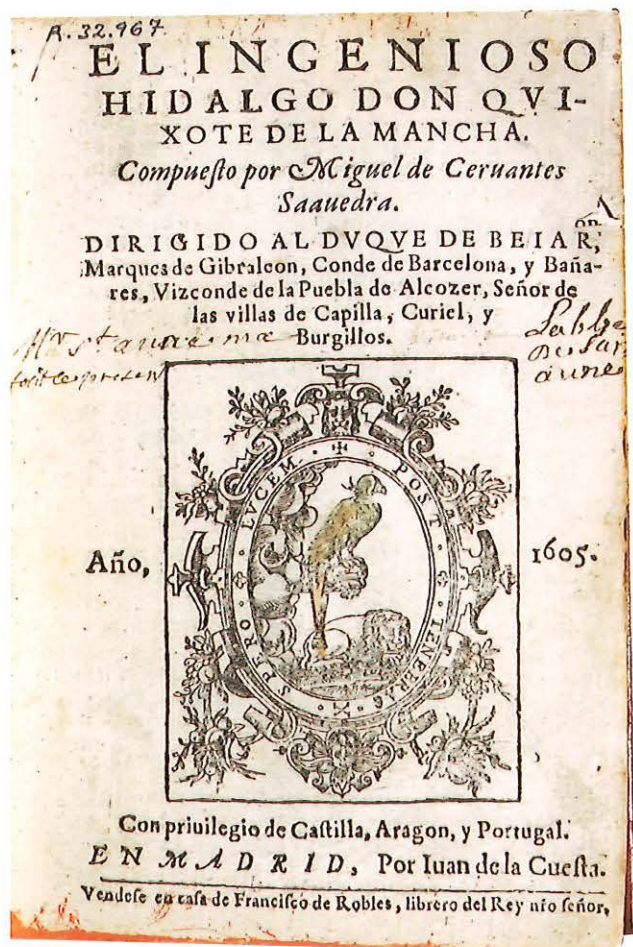 R.32.967
EL INGENIOSO
HIDALGO DON QVI-
XOTE DE LA MANCHA.
Compueſto por Miguel de Ceruantes
Saauedra.
DIRIGIDO AL DVQVE DE BEIAR,
Marques de Gibraleon, Conde de Barcelona, y Baña-
res, Vizconde de la Puebla de Alcozer, Señor de
las villas de Capilla, Curiel, y
Burgillos.
SPERO LVCEM POST TENEBRAS
Año, 1605.
Con priuilegio de Caſtilla, Aragon, y Portugal.
EN MADRID, Por Iuan de la Cueſta.
Vendeſe en caſa de Franciſco de Robles, librero del Rey nro ſeñor,